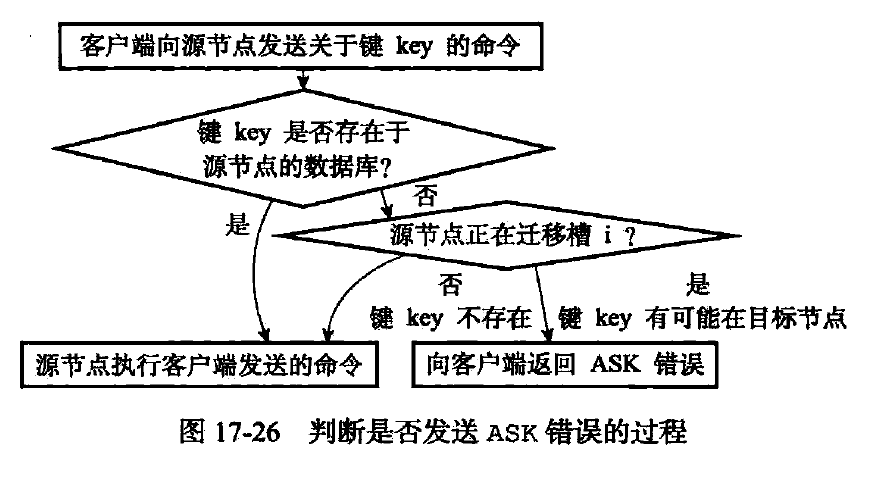 客户端向源节点发送关于键 key 的命令
键 key 是否存在于
源节点的数据库?
否
是
源节点正在迁移槽 i ?
否
键 key 不存在
是
键 key 有可能在目标节点
源节点执行客户端发送的命令
向客户端返回 ASK 错误
图 17-26 判断是否发送 ASK 错误的过程